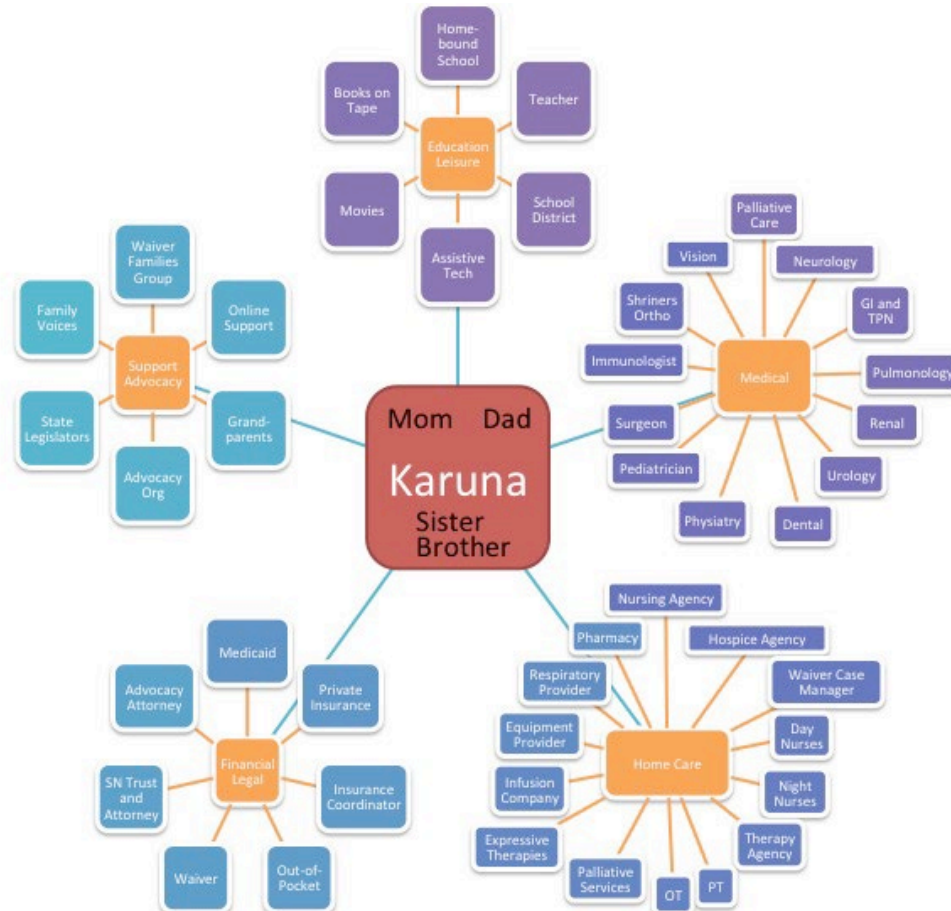 Home-
bound
School
Books on
Tape
Teacher
Education
Leisure
Movies
School
District
Assistive
Tech
Waiver
Families
Group
Family
Voices
Online
Support
Support
Advocacy
State
Legislators
Grand-
parents
Advocacy
Org
Palliative
Care
Vision
Neurology
Shriners
Ortho
GI and
TPN
Immunologist
Medical
Pulmonology
Surgeon
Renal
Pediatrician
Urology
Physiatry
Dental
Mom Dad
Karuna
Sister
Brother
Medicaid
Advocacy
Attorney
Private
Insurance
Financial
Legal
SN Trust
and
Attorney
Insurance
Coordinator
Waiver
Out-of-
Pocket
Nursing Agency
Pharmacy
Hospice Agency
Respiratory
Provider
Waiver Case
Manager
Equipment
Provider
Day
Nurses
Home Care
Infusion
Company
Night
Nurses
Expressive
Therapies
Therapy
Agency
Palliative
Services
OT
PT